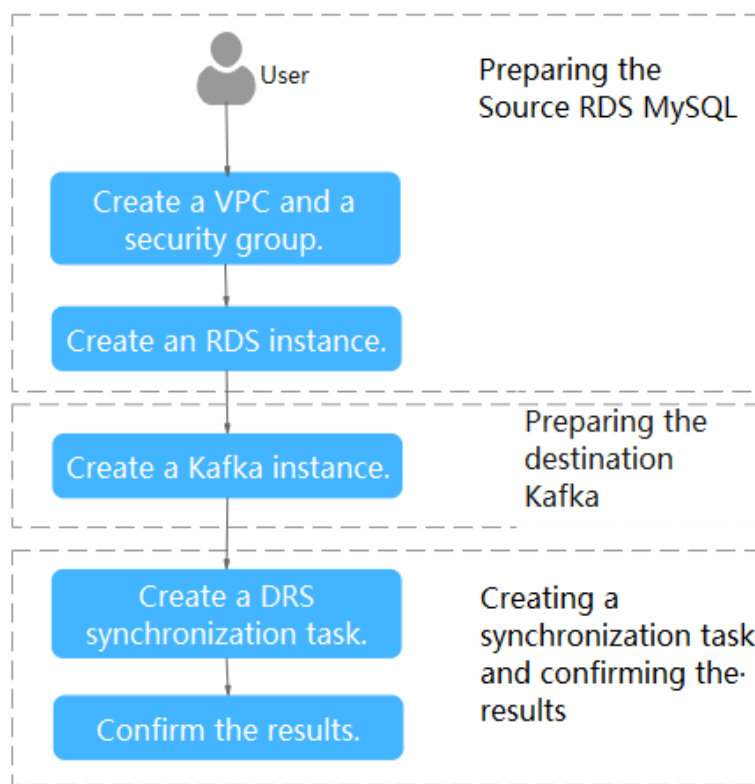 User
Preparing the
Source RDS MySQL
Create a VPC and a
security group.
Create an RDS instance.
Preparing the
destination
Kafka
Create a Kafka instance.
Create a DRS
synchronization task.
Creating a
synchronization task
and confirming the·
results
Confirm the results.